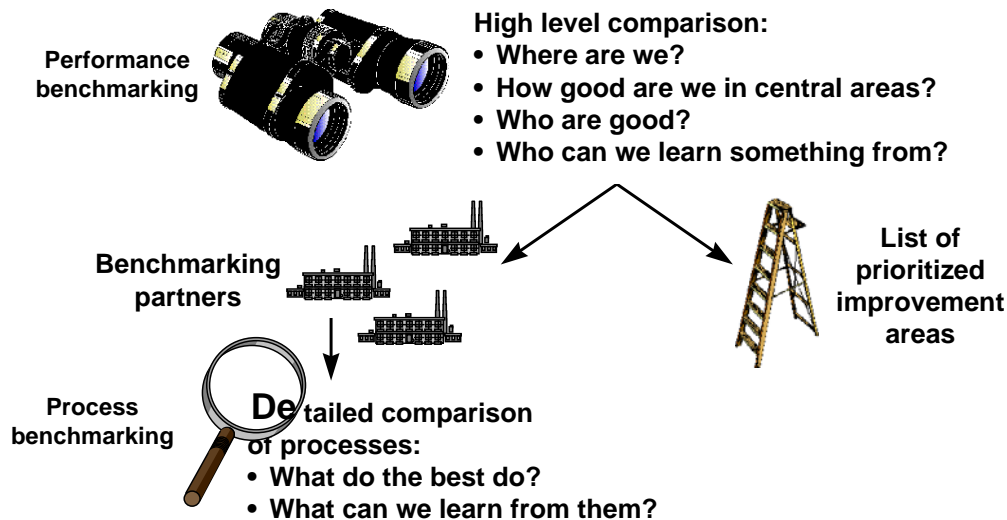 Performance
benchmarking
High level comparison:
• Where are we?
• How good are we in central areas?
• Who are good?
• Who can we learn something from?
Benchmarking
partners
List of
prioritized
improvement
areas
Process
benchmarking
De tailed comparison
of processes:
• What do the best do?
• What can we learn from them?